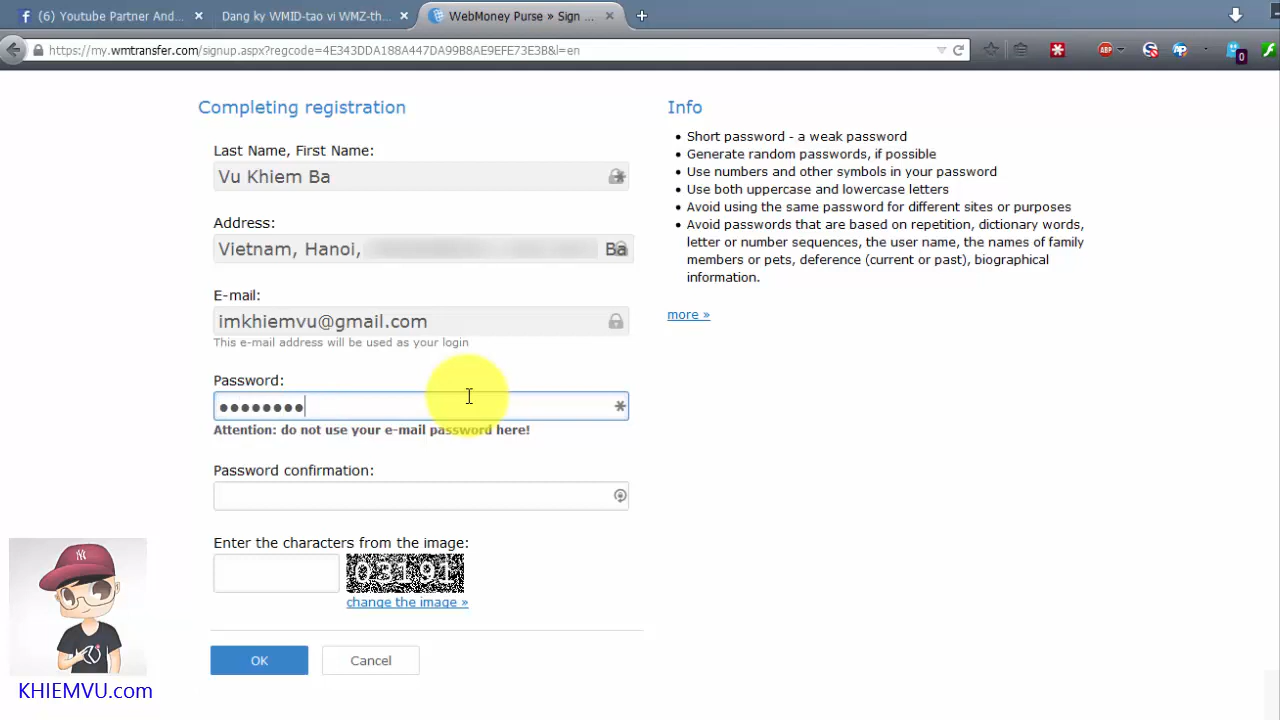 (6) Youtube Partner And...
Dang ky WMID-tao vi WMZ-th...
WebMoney Purse » Sign ...
https://my.wmtransfer.com/signup.aspx?regcode=4E343DDA188A447DA99B8AE9EFE73E3B&l=en
ABP
0
Completing registration
Last Name, First Name:
Vu Khiem Ba
Address:
Vietnam, Hanoi,
Ba
E-mail:
imkhiemvu@gmail.com
This e-mail address will be used as your login
Password:
Attention: do not use your e-mail password here!
Password confirmation:
Enter the characters from the image:
03191
change the image »
OK
Cancel
Info
Short password - a weak password
Generate random passwords, if possible
Use numbers and other symbols in your password
Use both uppercase and lowercase letters
Avoid using the same password for different sites or purposes
Avoid passwords that are based on repetition, dictionary words,
letter or number sequences, the user name, the names of family
members or pets, deference (current or past), biographical
information.
more »
KHIEMVU.com